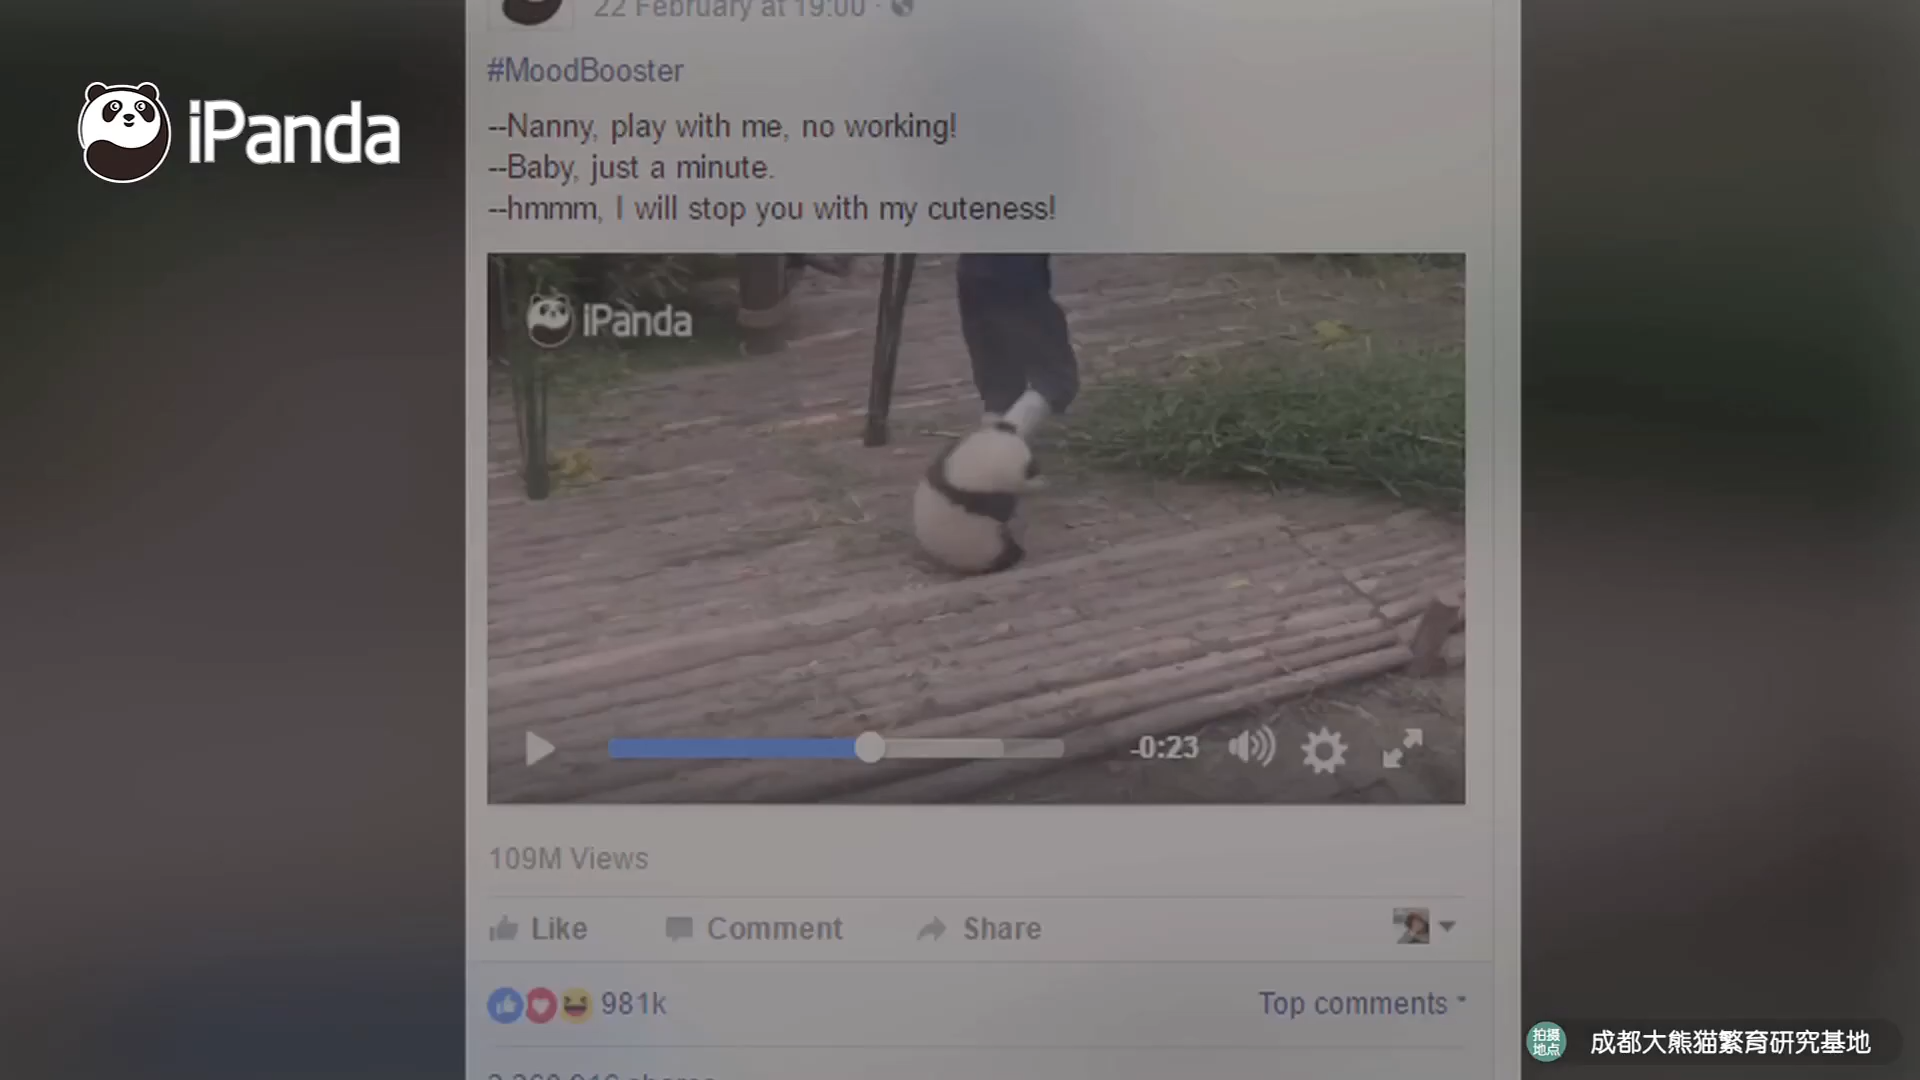 22 February at 19:00
iPanda
#MoodBooster
--Nanny, play with me, no working!
--Baby, just a minute.
--hmmm, I will stop you with my cuteness!
iPanda
-0:23
109M Views
Like
Comment
Share
981k
Top comments
拍摄
地点
成都大熊猫繁育研究基地